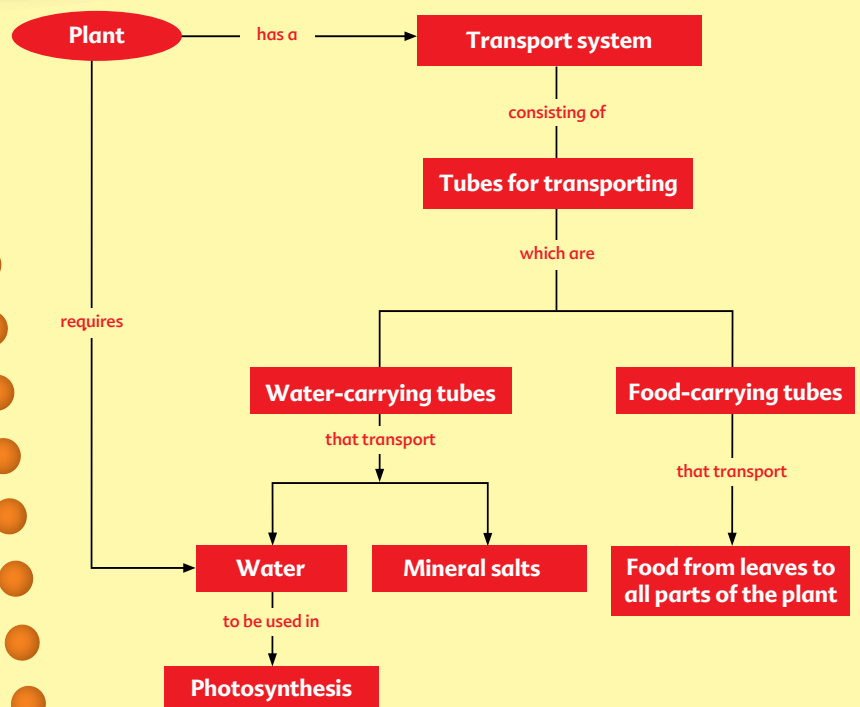 Plant
has a
Transport system
consisting of
Tubes for transporting
which are
requires
Water-carrying tubes
Food-carrying tubes
that transport
that transport
Water
Mineral salts
Food from leaves to
all parts of the plant
to be used in
Photosynthesis